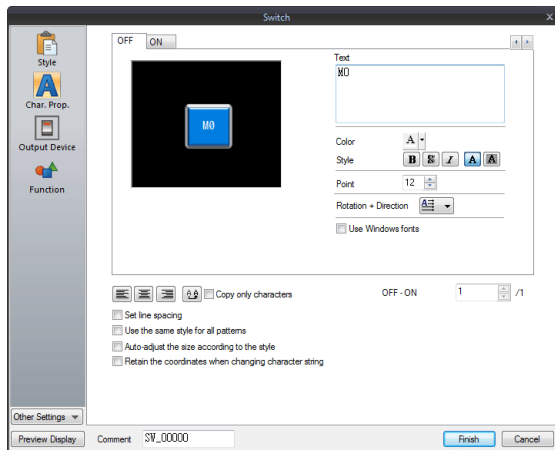 Switch
x
Style
Char. Prop.
Output Device
Function
OFF
ON
M0
Text
M0
Color
A
Style
B
S
I
A
A
Point
12
Rotation + Direction
A
Use Windows fonts
Copy only characters
OFF - ON
1
/1
Set line spacing
Use the same style for all patterns
Auto-adjust the size according to the style
Retain the coordinates when changing character string
Other Settings
Preview Display
Comment
SW_00000
Finish
Cancel